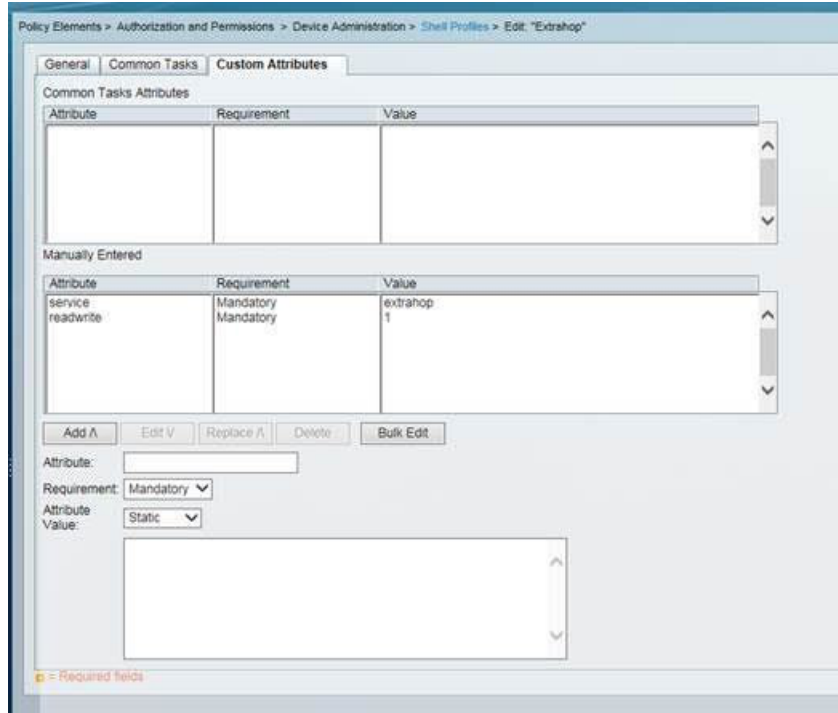 Policy Elements > Authorization and Permissions > Device Administration > Shell Profiles > Edit: "Extrahop"
General Common Tasks Custom Attributes
Common Tasks Attributes
Attribute Requirement Value
Manually Entered
Attribute Requirement Value
service Mandatory extrahop
readwrite Mandatory 1
Add /\ Edit V Replace /\ Delete Bulk Edit
Attribute:
Requirement: Mandatory
Attribute Value: Static
= Required fields